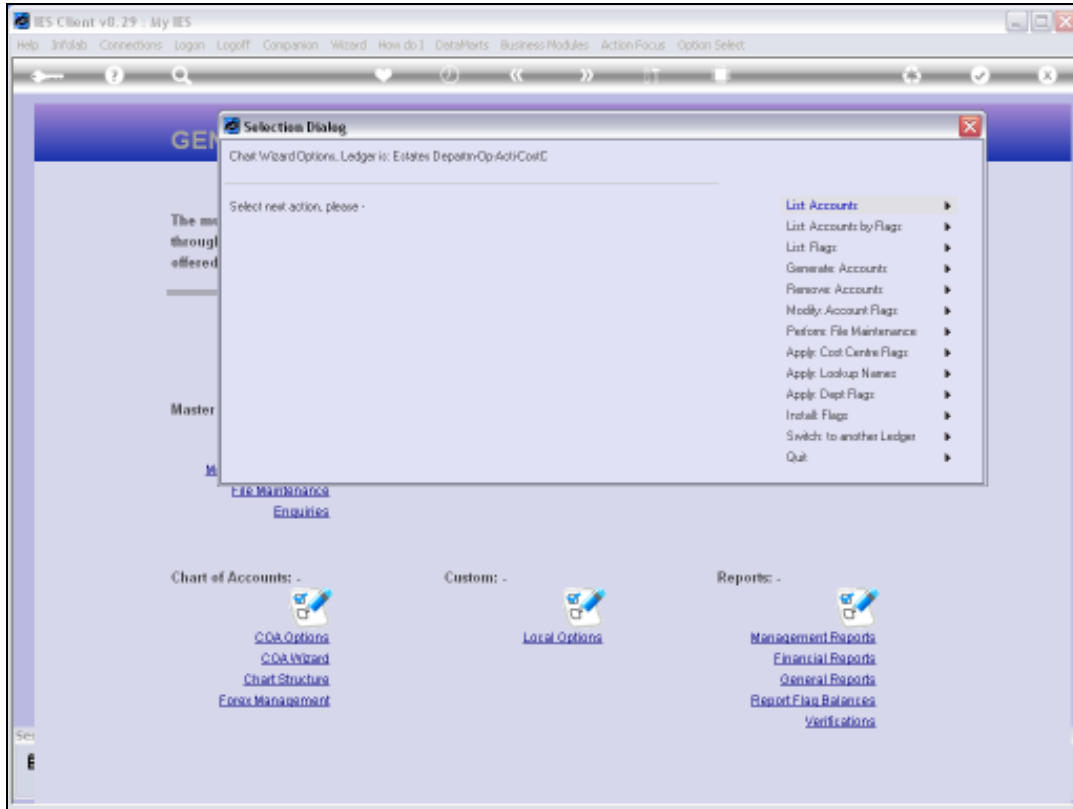 IES Client v8.29 : My IES
Help Infolab Connections Logon Logoff Companion Wizard How do I DataMarts Business Modules Action Focus Option Select
GEN
Selection Dialog
Chart Wizard Options, Ledger is: Estates Departm-Op-Acti-CostC
Select next action, please -
List: Accounts
List: Accounts by Flags
List: Flags
Generate: Accounts
Remove: Accounts
Modify: Account Flags
Perform: File Maintenance
Apply: Cost Centre Flags
Apply: Lookup Names
Apply: Dept Flags
Install: Flags
Switch: to another Ledger
Quit
The
through
offered
Master
File Maintenance
Enquiries
Chart of Accounts: -
COA Options
COA Wizard
Chart Structure
Forex Management
Custom: -
Local Options
Reports: -
Management Reports
Financial Reports
General Reports
Report Flag Balances
Verifications